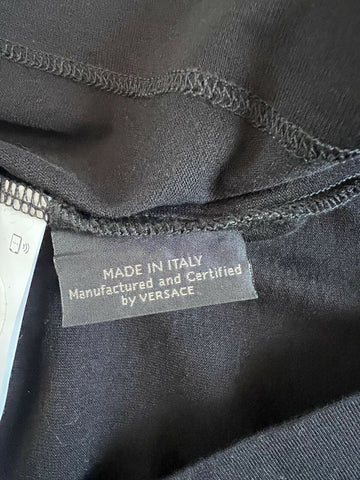 MADE IN ITALY
Manufactured and Certified
by VERSACE